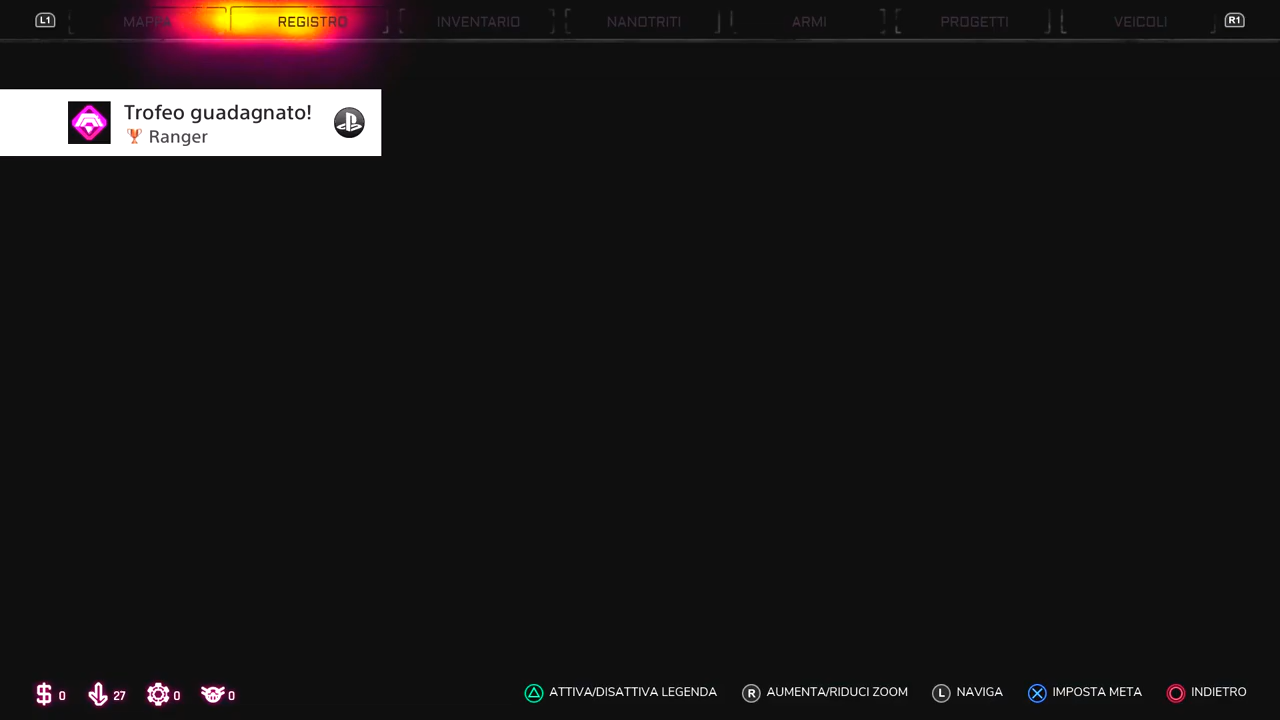 L1 MAPPA REGISTRO INVENTARIO NANOTRITI ARMI PROGETTI VEICOLI R1
Trofeo guadagnato!
Ranger
0 27 0 0 ATTIVA/DISATTIVA LEGENDA R AUMENTA/RIDUCI ZOOM L NAVIGA IMPOSTA META INDIETRO